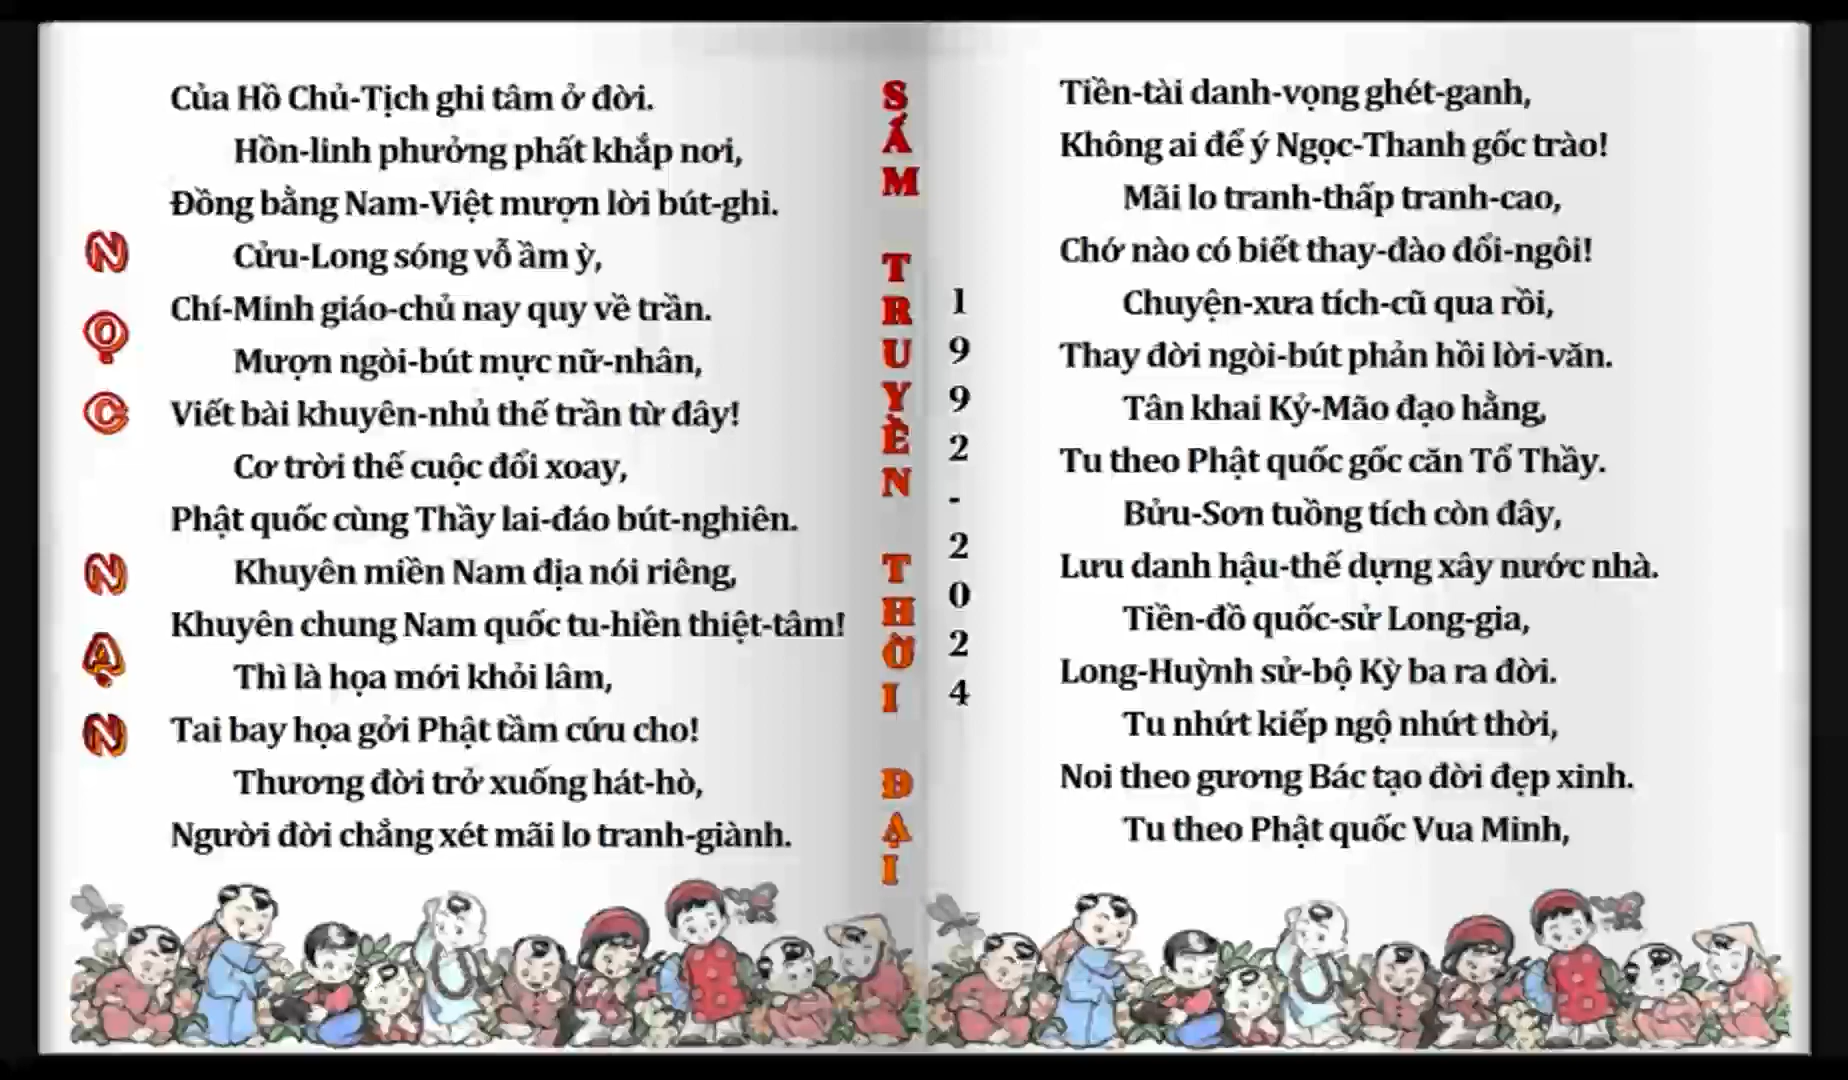 NỌC NẠN
Của Hồ Chủ-Tịch ghi tâm ở đời.
Hồn-linh phưởng phất khắp nơi,
Đồng bằng Nam-Việt mượn lời bút-ghi.
Cửu-Long sóng vỗ ầm ỳ,
Chí-Minh giáo-chủ nay quy về trần.
Mượn ngòi-bút mực nữ-nhân,
Viết bài khuyên-nhủ thế trần từ đây!
Cơ trời thế cuộc đổi xoay,
Phật quốc cùng Thầy lai-đáo bút-nghiên.
Khuyên miền Nam địa nói riêng,
Khuyên chung Nam quốc tu-hiền thiệt-tâm!
Thì là họa mới khỏi lâm,
Tai bay họa gởi Phật tầm cứu cho!
Thương đời trở xuống hát-hò,
Người đời chẳng xét mãi lo tranh-giành.
SẤM TRUYỀN THỜI ĐẠI
1992-2024
Tiền-tài danh-vọng ghét-ganh,
Không ai để ý Ngọc-Thanh gốc trào!
Mãi lo tranh-thấp tranh-cao,
Chớ nào có biết thay-đào đổi-ngôi!
Chuyện-xưa tích-cũ qua rồi,
Thay đời ngòi-bút phản hồi lời-văn.
Tân khai Kỷ-Mão đạo hằng,
Tu theo Phật quốc gốc căn Tổ Thầy.
Bửu-Sơn tuồng tích còn đây,
Lưu danh hậu-thế dựng xây nước nhà.
Tiền-đồ quốc-sử Long-gia,
Long-Huỳnh sử-bộ Kỳ ba ra đời.
Tu nhứt kiếp ngộ nhứt thời,
Noi theo gương Bác tạo đời đẹp xinh.
Tu theo Phật quốc Vua Minh,